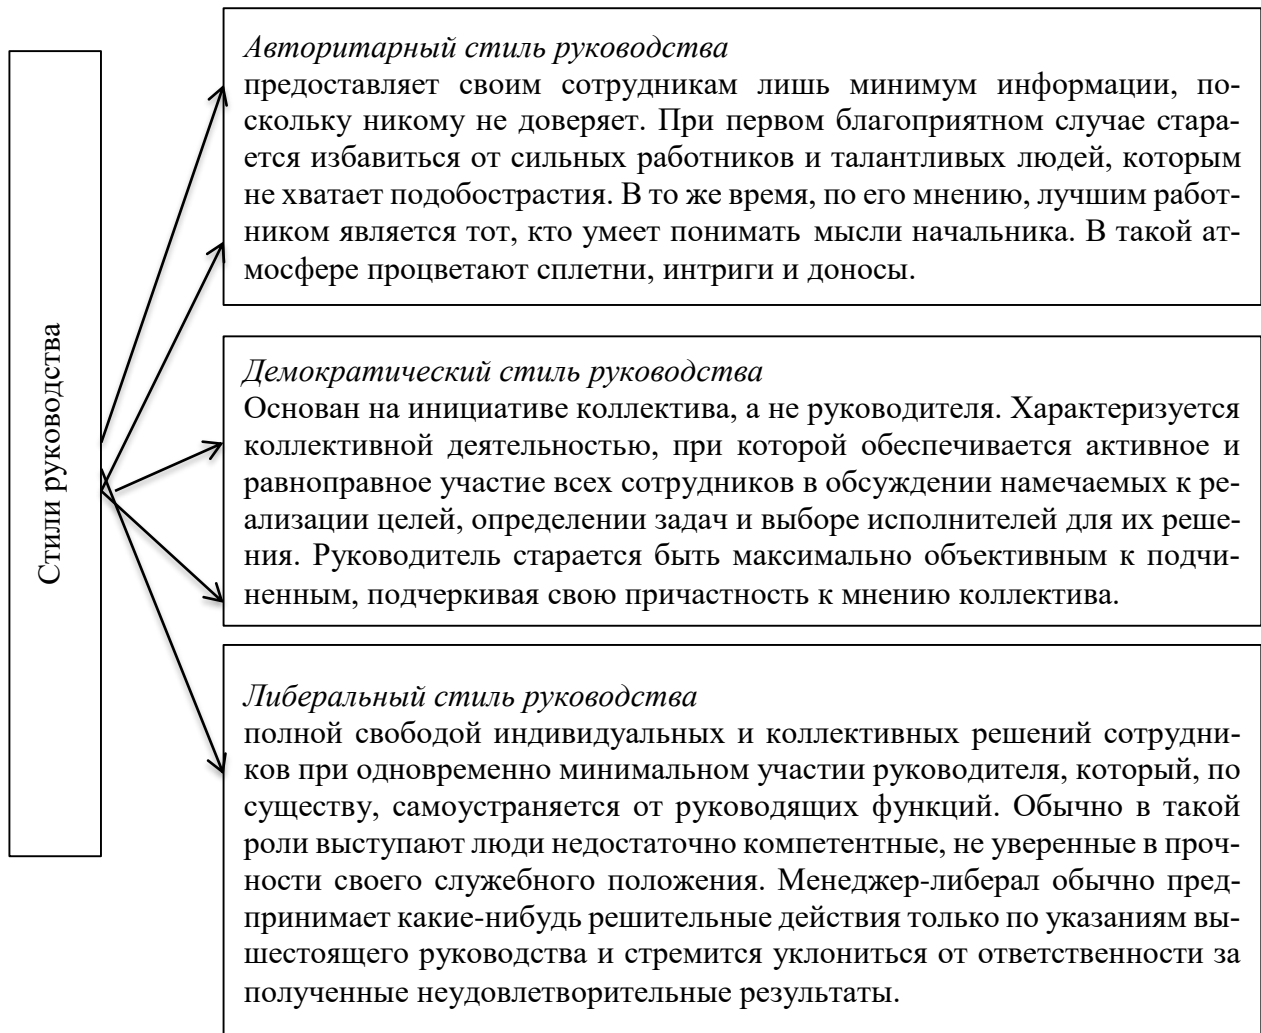 Стили руководства
Авторитарный стиль руководства
предоставляет своим сотрудникам лишь минимум информации, по-
скольку никому не доверяет. При первом благоприятном случае стара-
ется избавиться от сильных работников и талантливых людей, которым
не хватает подобострастия. В то же время, по его мнению, лучшим работ-
ником является тот, кто умеет понимать мысли начальника. В такой ат-
мосфере процветают сплетни, интриги и доносы.
Демократический стиль руководства
Основан на инициативе коллектива, а не руководителя. Характеризуется
коллективной деятельностью, при которой обеспечивается активное и
равноправное участие всех сотрудников в обсуждении намечаемых к ре-
ализации целей, определении задач и выборе исполнителей для их реше-
ния. Руководитель старается быть максимально объективным к подчи-
ненным, подчеркивая свою причастность к мнению коллектива.
Либеральный стиль руководства
полной свободой индивидуальных и коллективных решений сотрудни-
ков при одновременно минимальном участии руководителя, который, по
существу, самоустраняется от руководящих функций. Обычно в такой
роли выступают люди недостаточно компетентные, не уверенные в проч-
ности своего служебного положения. Менеджер-либерал обычно пред-
принимает какие-нибудь решительные действия только по указаниям вы-
шестоящего руководства и стремится уклониться от ответственности за
полученные неудовлетворительные результаты.